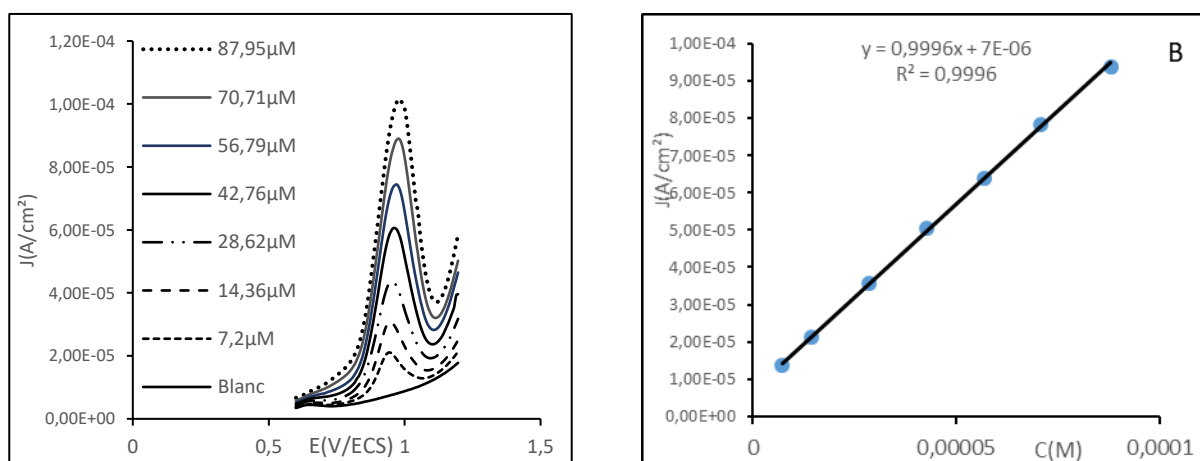 1,20E-04
1,00E-04
8,00E-05
6,00E-05
4,00E-05
2,00E-05
0,00E+00
J(A/cm²)
87,95µM
70,71µM
56,79µM
42,76µM
28,62µM
14,36µM
7,2µM
Blanc
0
0,5
1
1,5
E(V/ECS)
B
y = 0,9996x + 7E-06
R² = 0,9996
1,00E-04
9,00E-05
8,00E-05
7,00E-05
6,00E-05
5,00E-05
4,00E-05
3,00E-05
2,00E-05
1,00E-05
0,00E+00
J(A/cm²)
0
0,00005
0,0001
C(M)